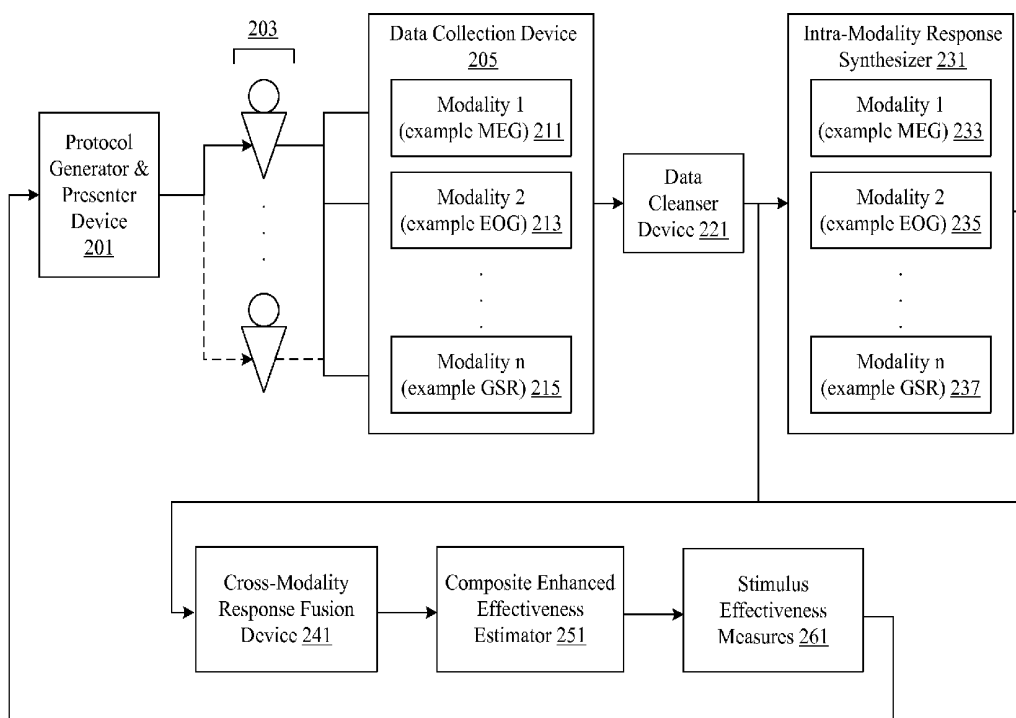 203
Protocol
Generator &
Presenter
Device
201
Data Collection Device
205
Modality 1
(example MEG) 211
Modality 2
(example EOG) 213
Modality n
(example GSR) 215
Data
Cleanser
Device 221
Intra-Modality Response
Synthesizer 231
Modality 1
(example MEG) 233
Modality 2
(example EOG) 235
Modality n
(example GSR) 237
Cross-Modality
Response Fusion
Device 241
Composite Enhanced
Effectiveness
Estimator 251
Stimulus
Effectiveness
Measures 261